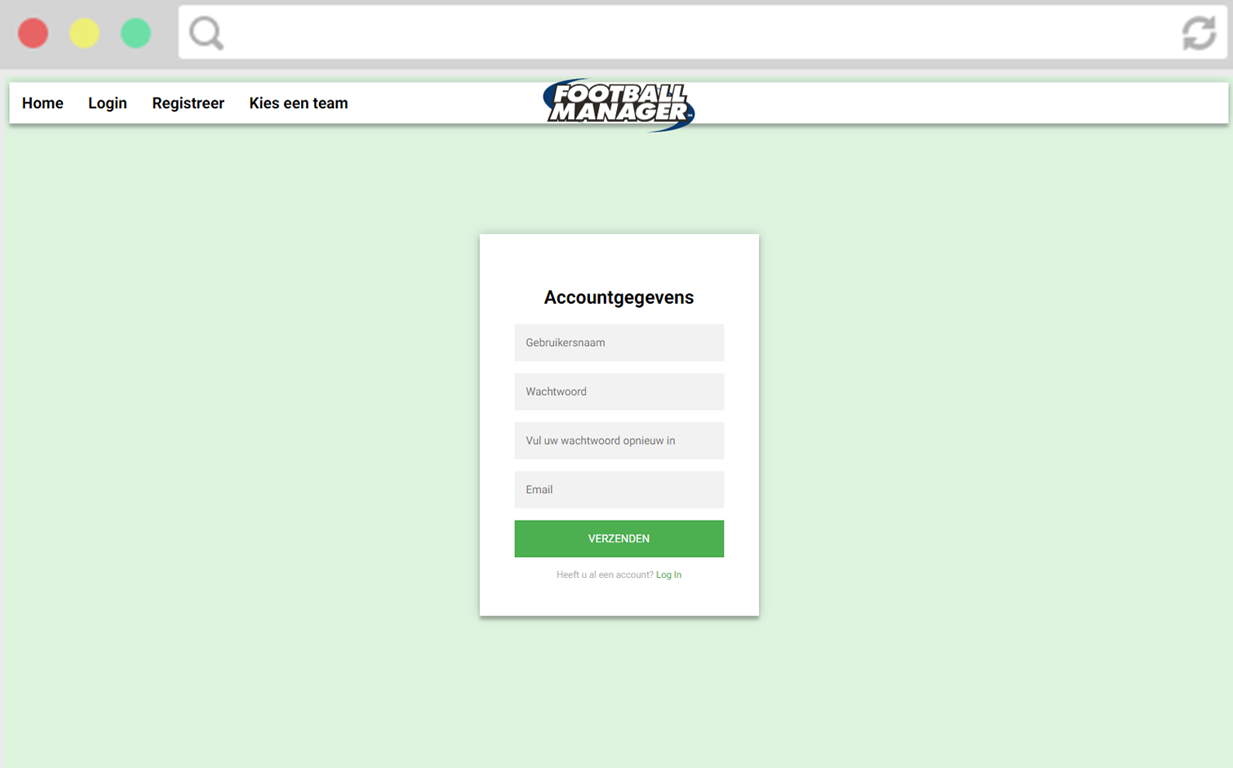 Home Login Registreer Kies een team
FOOTBALL
MANAGER
Accountgegevens
Gebruikersnaam
Wachtwoord
Vul uw wachtwoord opnieuw in
Email
VERZENDEN
Heeft u al een account? Log In